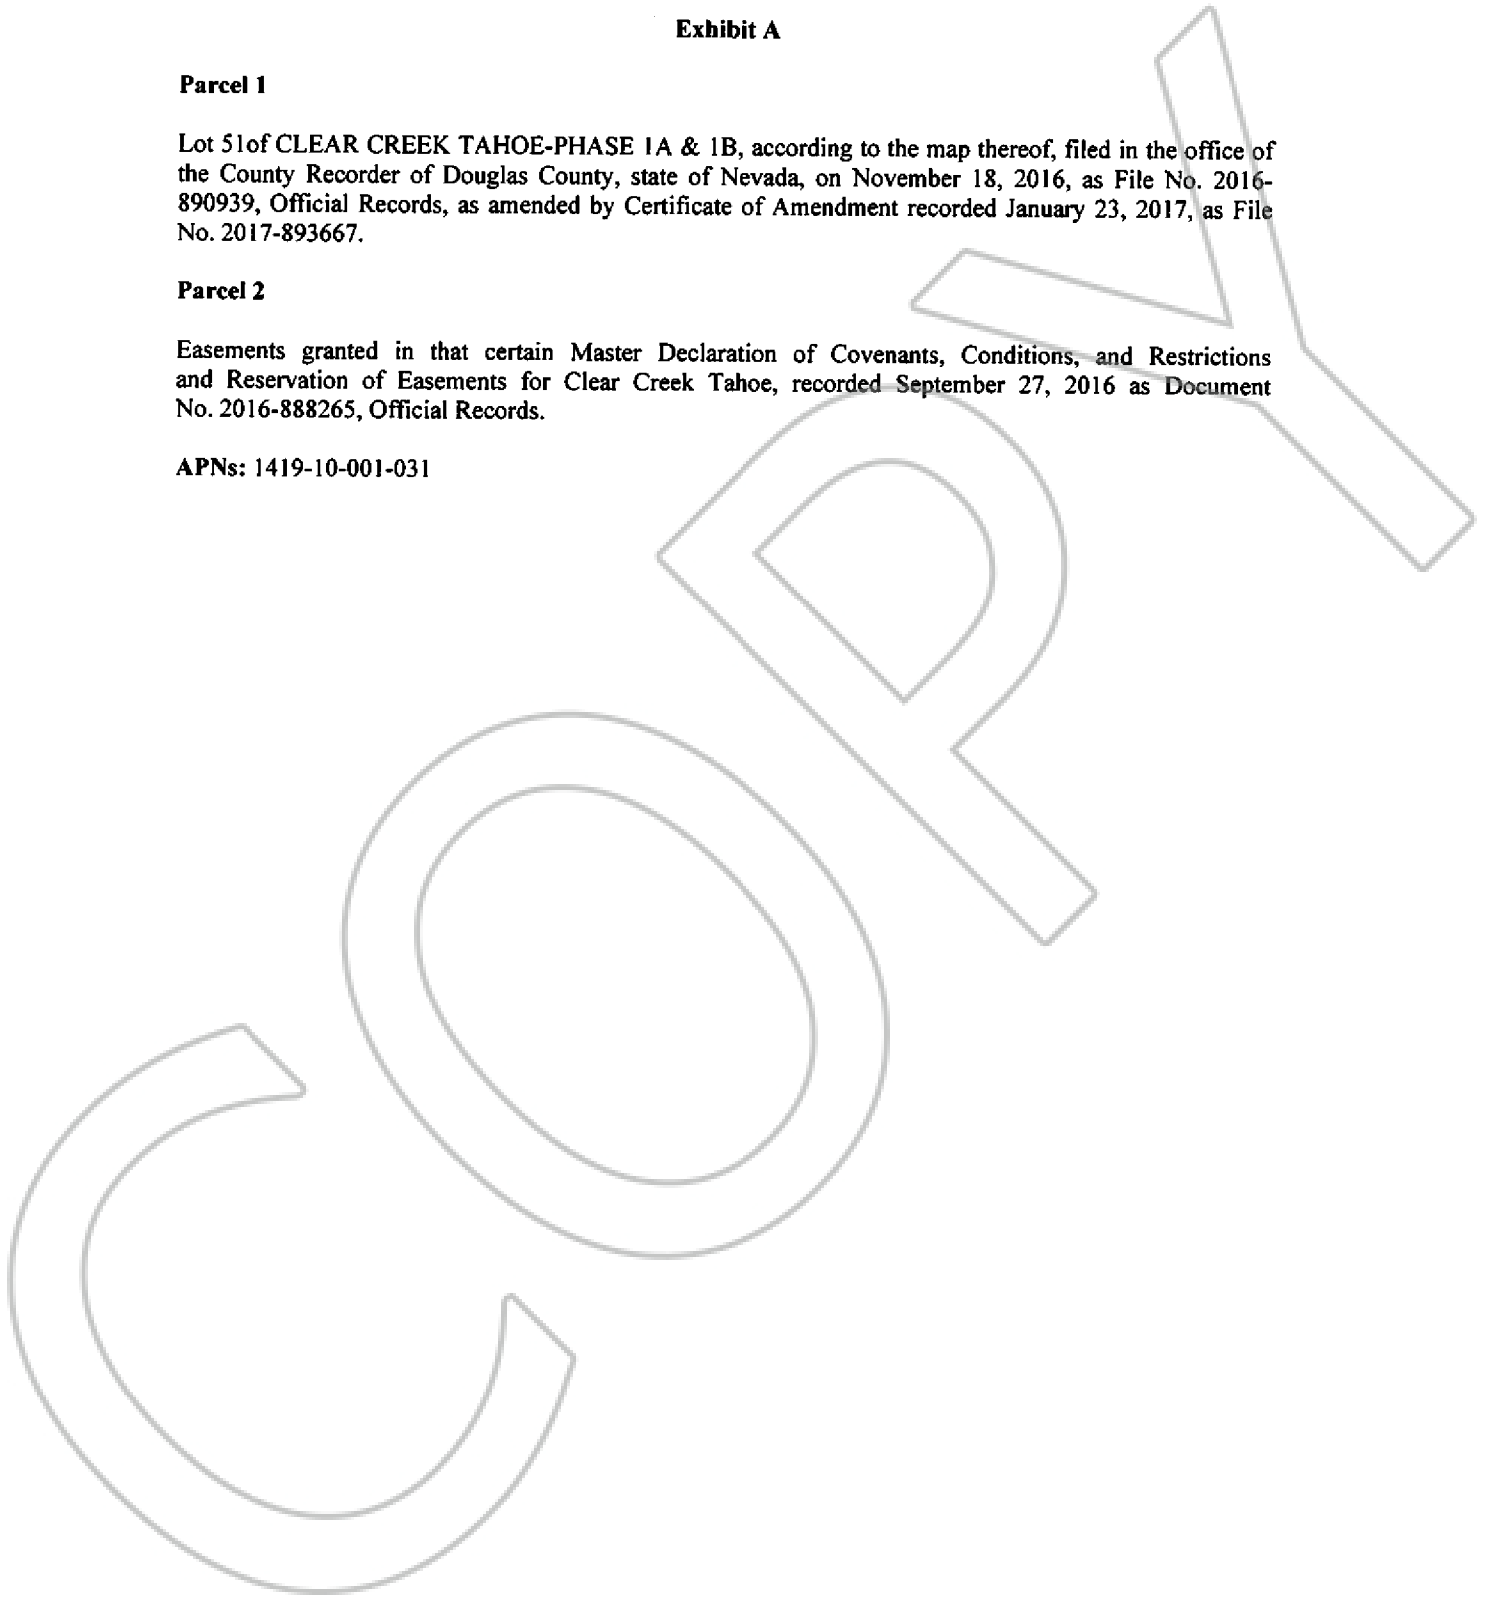 Exhibit A
Parcel 1
Lot 51of CLEAR CREEK TAHOE-PHASE 1A & 1B, according to the map thereof, filed in the office of
the County Recorder of Douglas County, state of Nevada, on November 18, 2016, as File No. 2016-
890939, Official Records, as amended by Certificate of Amendment recorded January 23, 2017, as File
No. 2017-893667.
Parcel 2
Easements granted in that certain Master Declaration of Covenants, Conditions, and Restrictions
and Reservation of Easements for Clear Creek Tahoe, recorded September 27, 2016 as Document
No. 2016-888265, Official Records.
APNs: 1419-10-001-031
COPY